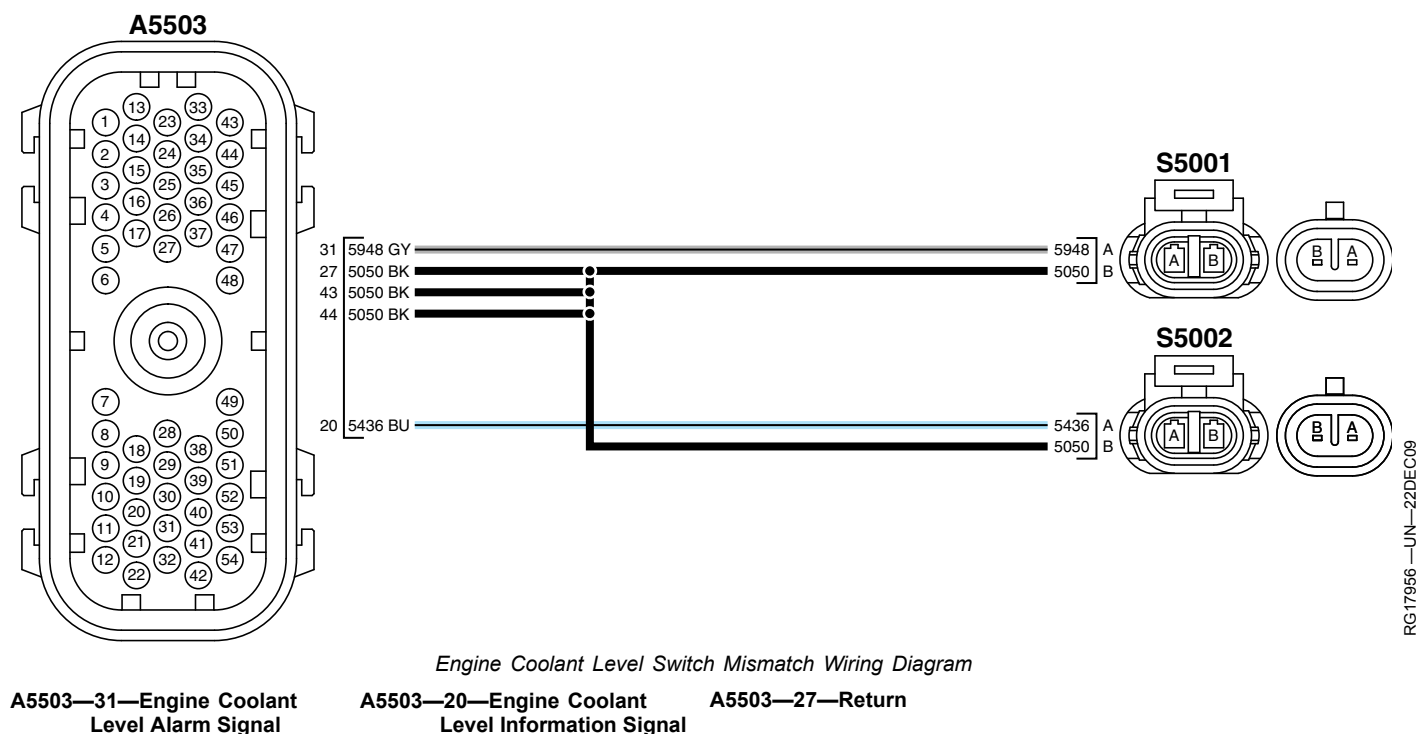 A5503
1
2
3
4
5
6
13
14
15
16
17
23
24
25
26
27
33
34
35
36
37
43
44
45
46
47
48
7
8
9
10
11
12
18
19
20
21
22
28
29
30
31
32
38
39
40
41
42
49
50
51
52
53
54
31 5948 GY
27 5050 BK
43 5050 BK
44 5050 BK
20 5436 BU
S5001
5948 A
5050 B
A B
B A
S5002
5436 A
5050 B
A B
B A
RG17956 —UN—22DEC09
Engine Coolant Level Switch Mismatch Wiring Diagram
A5503—31—Engine Coolant
Level Alarm Signal
A5503—20—Engine Coolant
Level Information Signal
A5503—27—Return